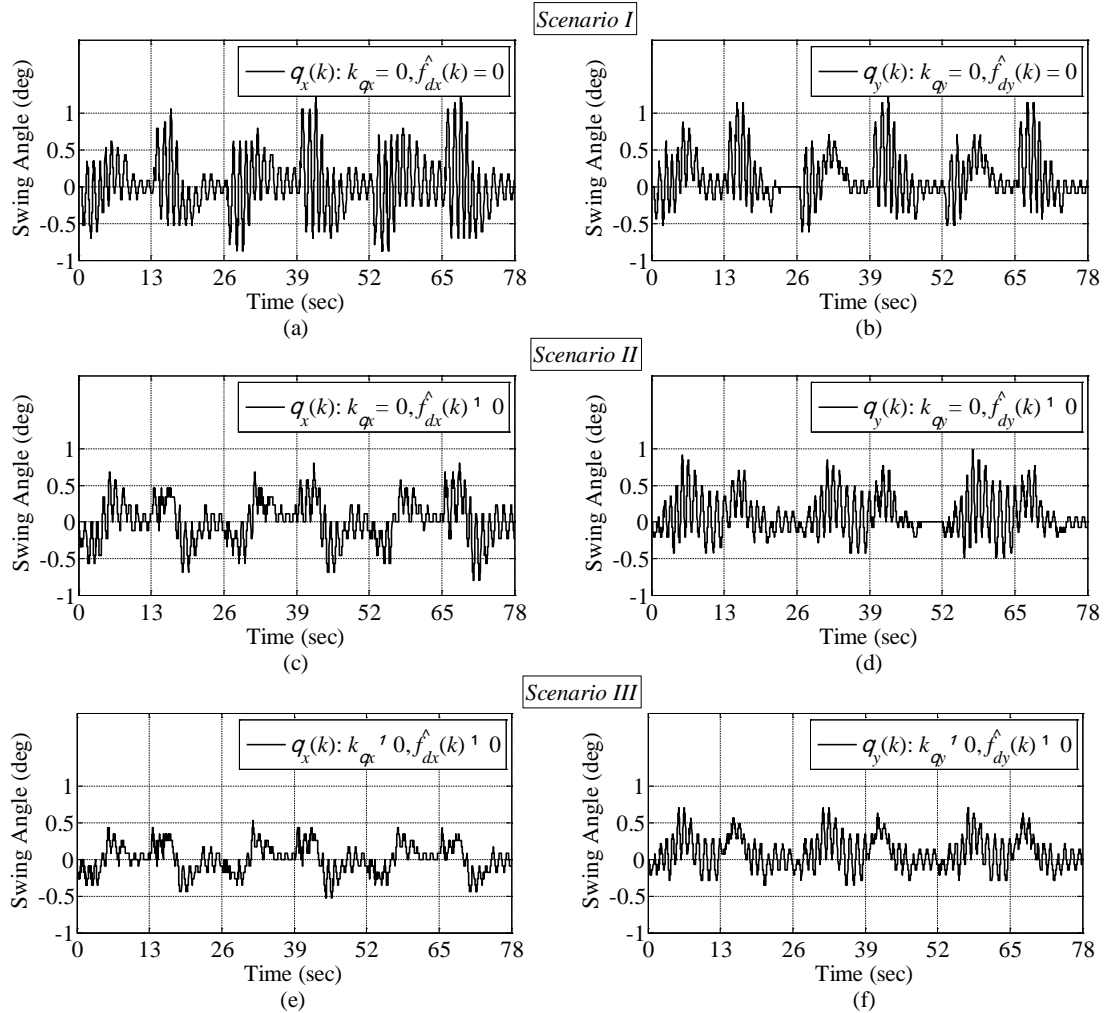 Scenario I
q_x(k): k_qx = 0, f̂_dx(k) = 0
Swing Angle (deg)
1
0.5
0
-0.5
-1
0 13 26 39 52 65 78
Time (sec)
(a)
q_y(k): k_qy = 0, f̂_dy(k) = 0
Swing Angle (deg)
1
0.5
0
-0.5
-1
0 13 26 39 52 65 78
Time (sec)
(b)
Scenario II
q_x(k): k_qx = 0, f̂_dx(k) ¹ 0
Swing Angle (deg)
1
0.5
0
-0.5
-1
0 13 26 39 52 65 78
Time (sec)
(c)
q_y(k): k_qy = 0, f̂_dy(k) ¹ 0
Swing Angle (deg)
1
0.5
0
-0.5
-1
0 13 26 39 52 65 78
Time (sec)
(d)
Scenario III
q_x(k): k_qx ¹ 0, f̂_dx(k) ¹ 0
Swing Angle (deg)
1
0.5
0
-0.5
-1
0 13 26 39 52 65 78
Time (sec)
(e)
q_y(k): k_qy ¹ 0, f̂_dy(k) ¹ 0
Swing Angle (deg)
1
0.5
0
-0.5
-1
0 13 26 39 52 65 78
Time (sec)
(f)